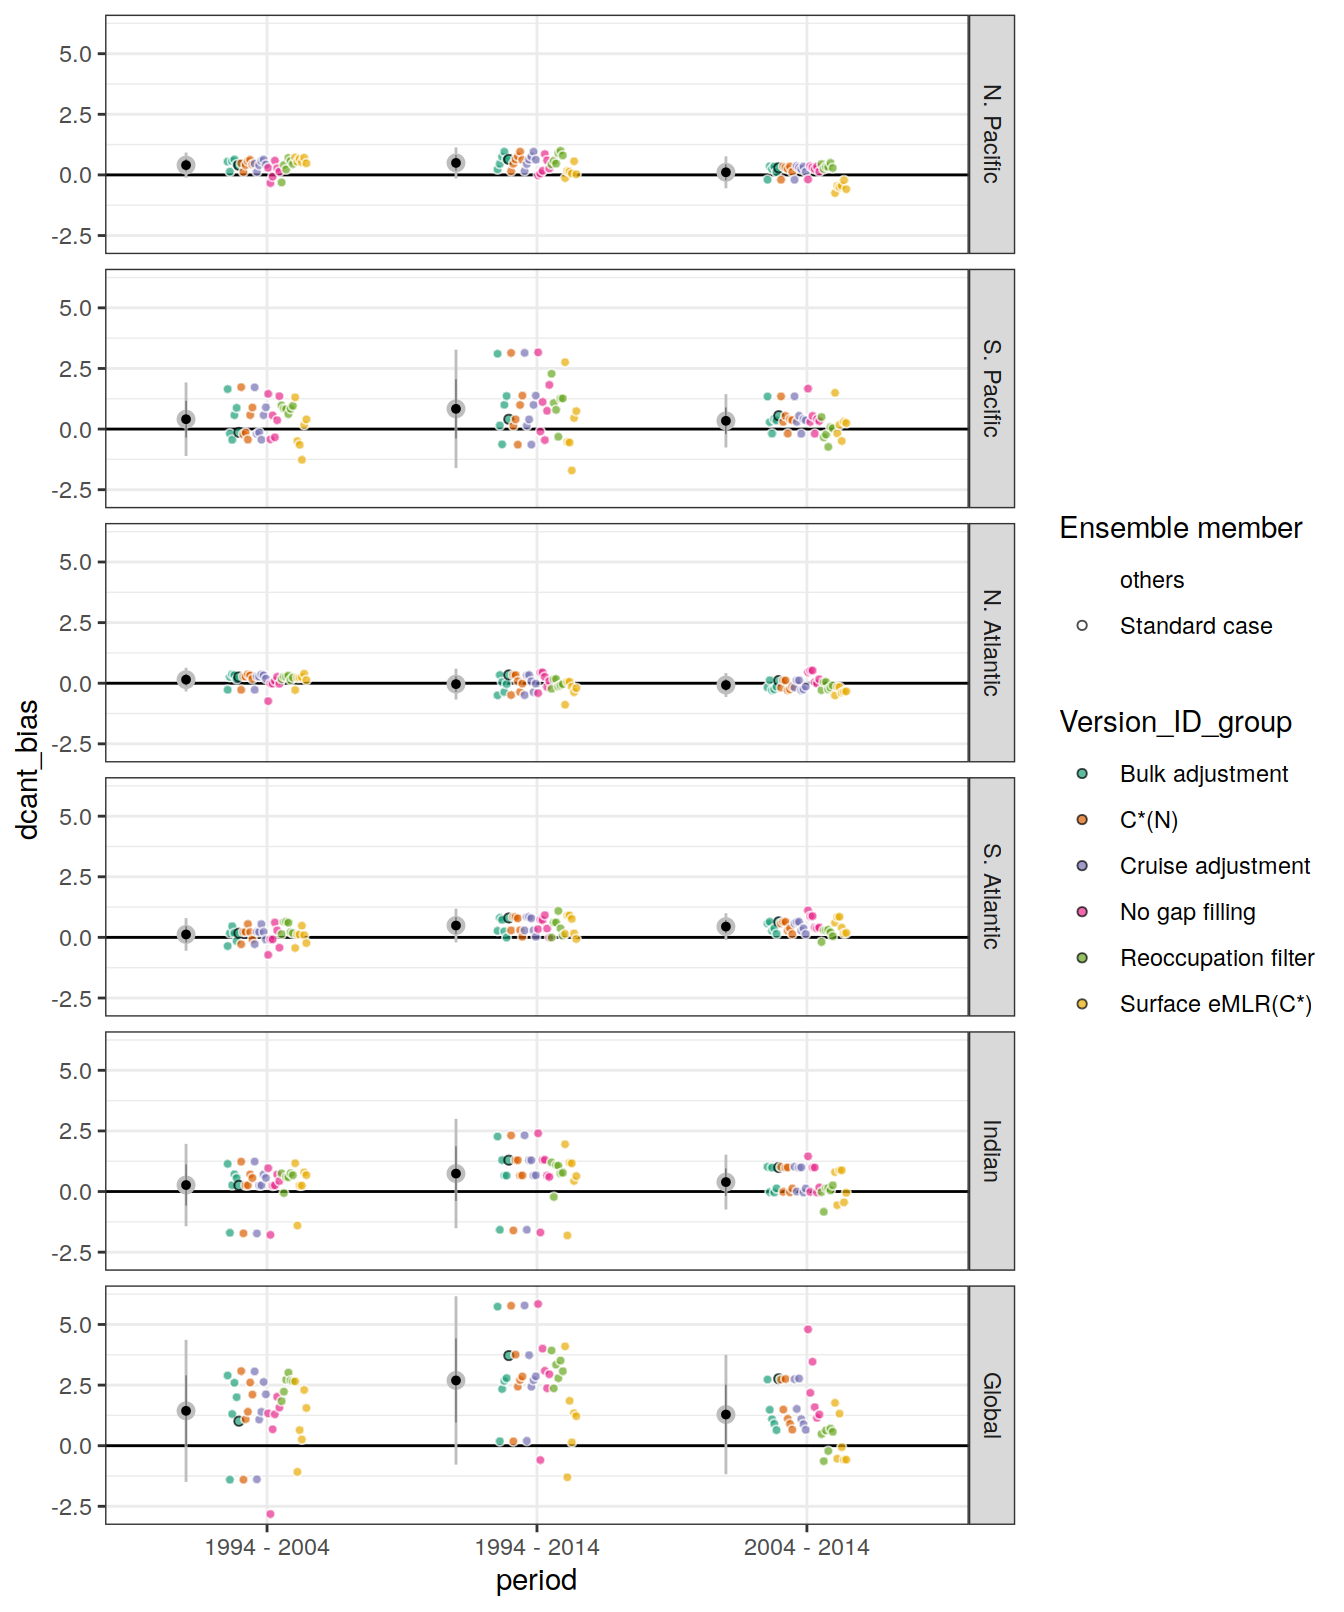 5.0
2.5
0.0
-2.5
N. Pacific
5.0
2.5
0.0
-2.5
S. Pacific
5.0
2.5
0.0
-2.5
N. Atlantic
5.0
2.5
0.0
-2.5
S. Atlantic
5.0
2.5
0.0
-2.5
Indian
5.0
2.5
0.0
-2.5
Global
dcant_bias
1994 - 2004
1994 - 2014
2004 - 2014
period
Ensemble member
others
Standard case
Version_ID_group
Bulk adjustment
C*(N)
Cruise adjustment
No gap filling
Reoccupation filter
Surface eMLR(C*)